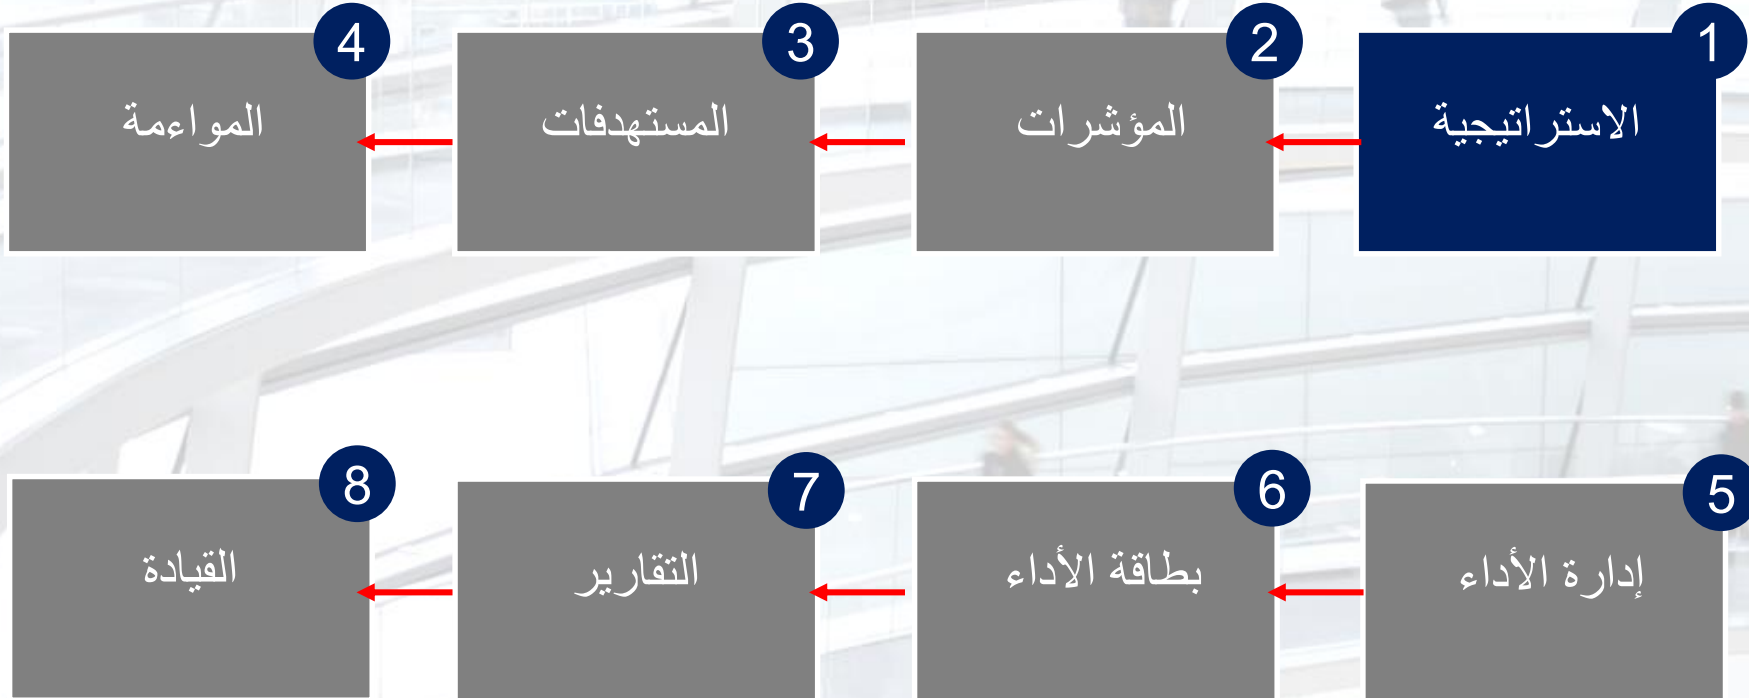 1
الاستراتيجية
2
المؤشرات
3
المستهدفات
4
المواءمة
5
إدارة الأداء
6
بطاقة الأداء
7
التقارير
8
القيادة